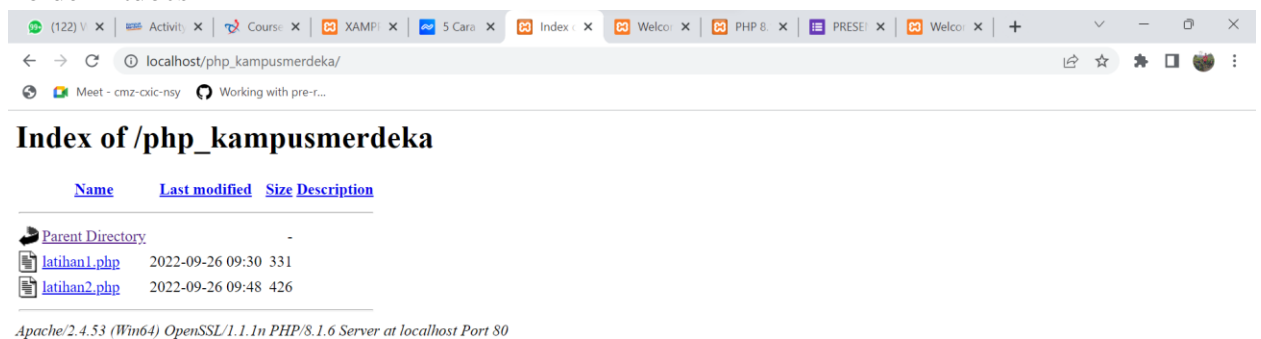 (122) V
Activity
Course
XAMPP
5 Cara
Index o
Welcor
PHP 8.
PRESE
Welcor
localhost/php_kampusmerdeka/
Meet - cmz-cxic-nsy Working with pre-r...
Index of /php_kampusmerdeka
Name Last modified Size Description
Parent Directory -
latihan1.php 2022-09-26 09:30 331
latihan2.php 2022-09-26 09:48 426
Apache/2.4.53 (Win64) OpenSSL/1.1.1n PHP/8.1.6 Server at localhost Port 80